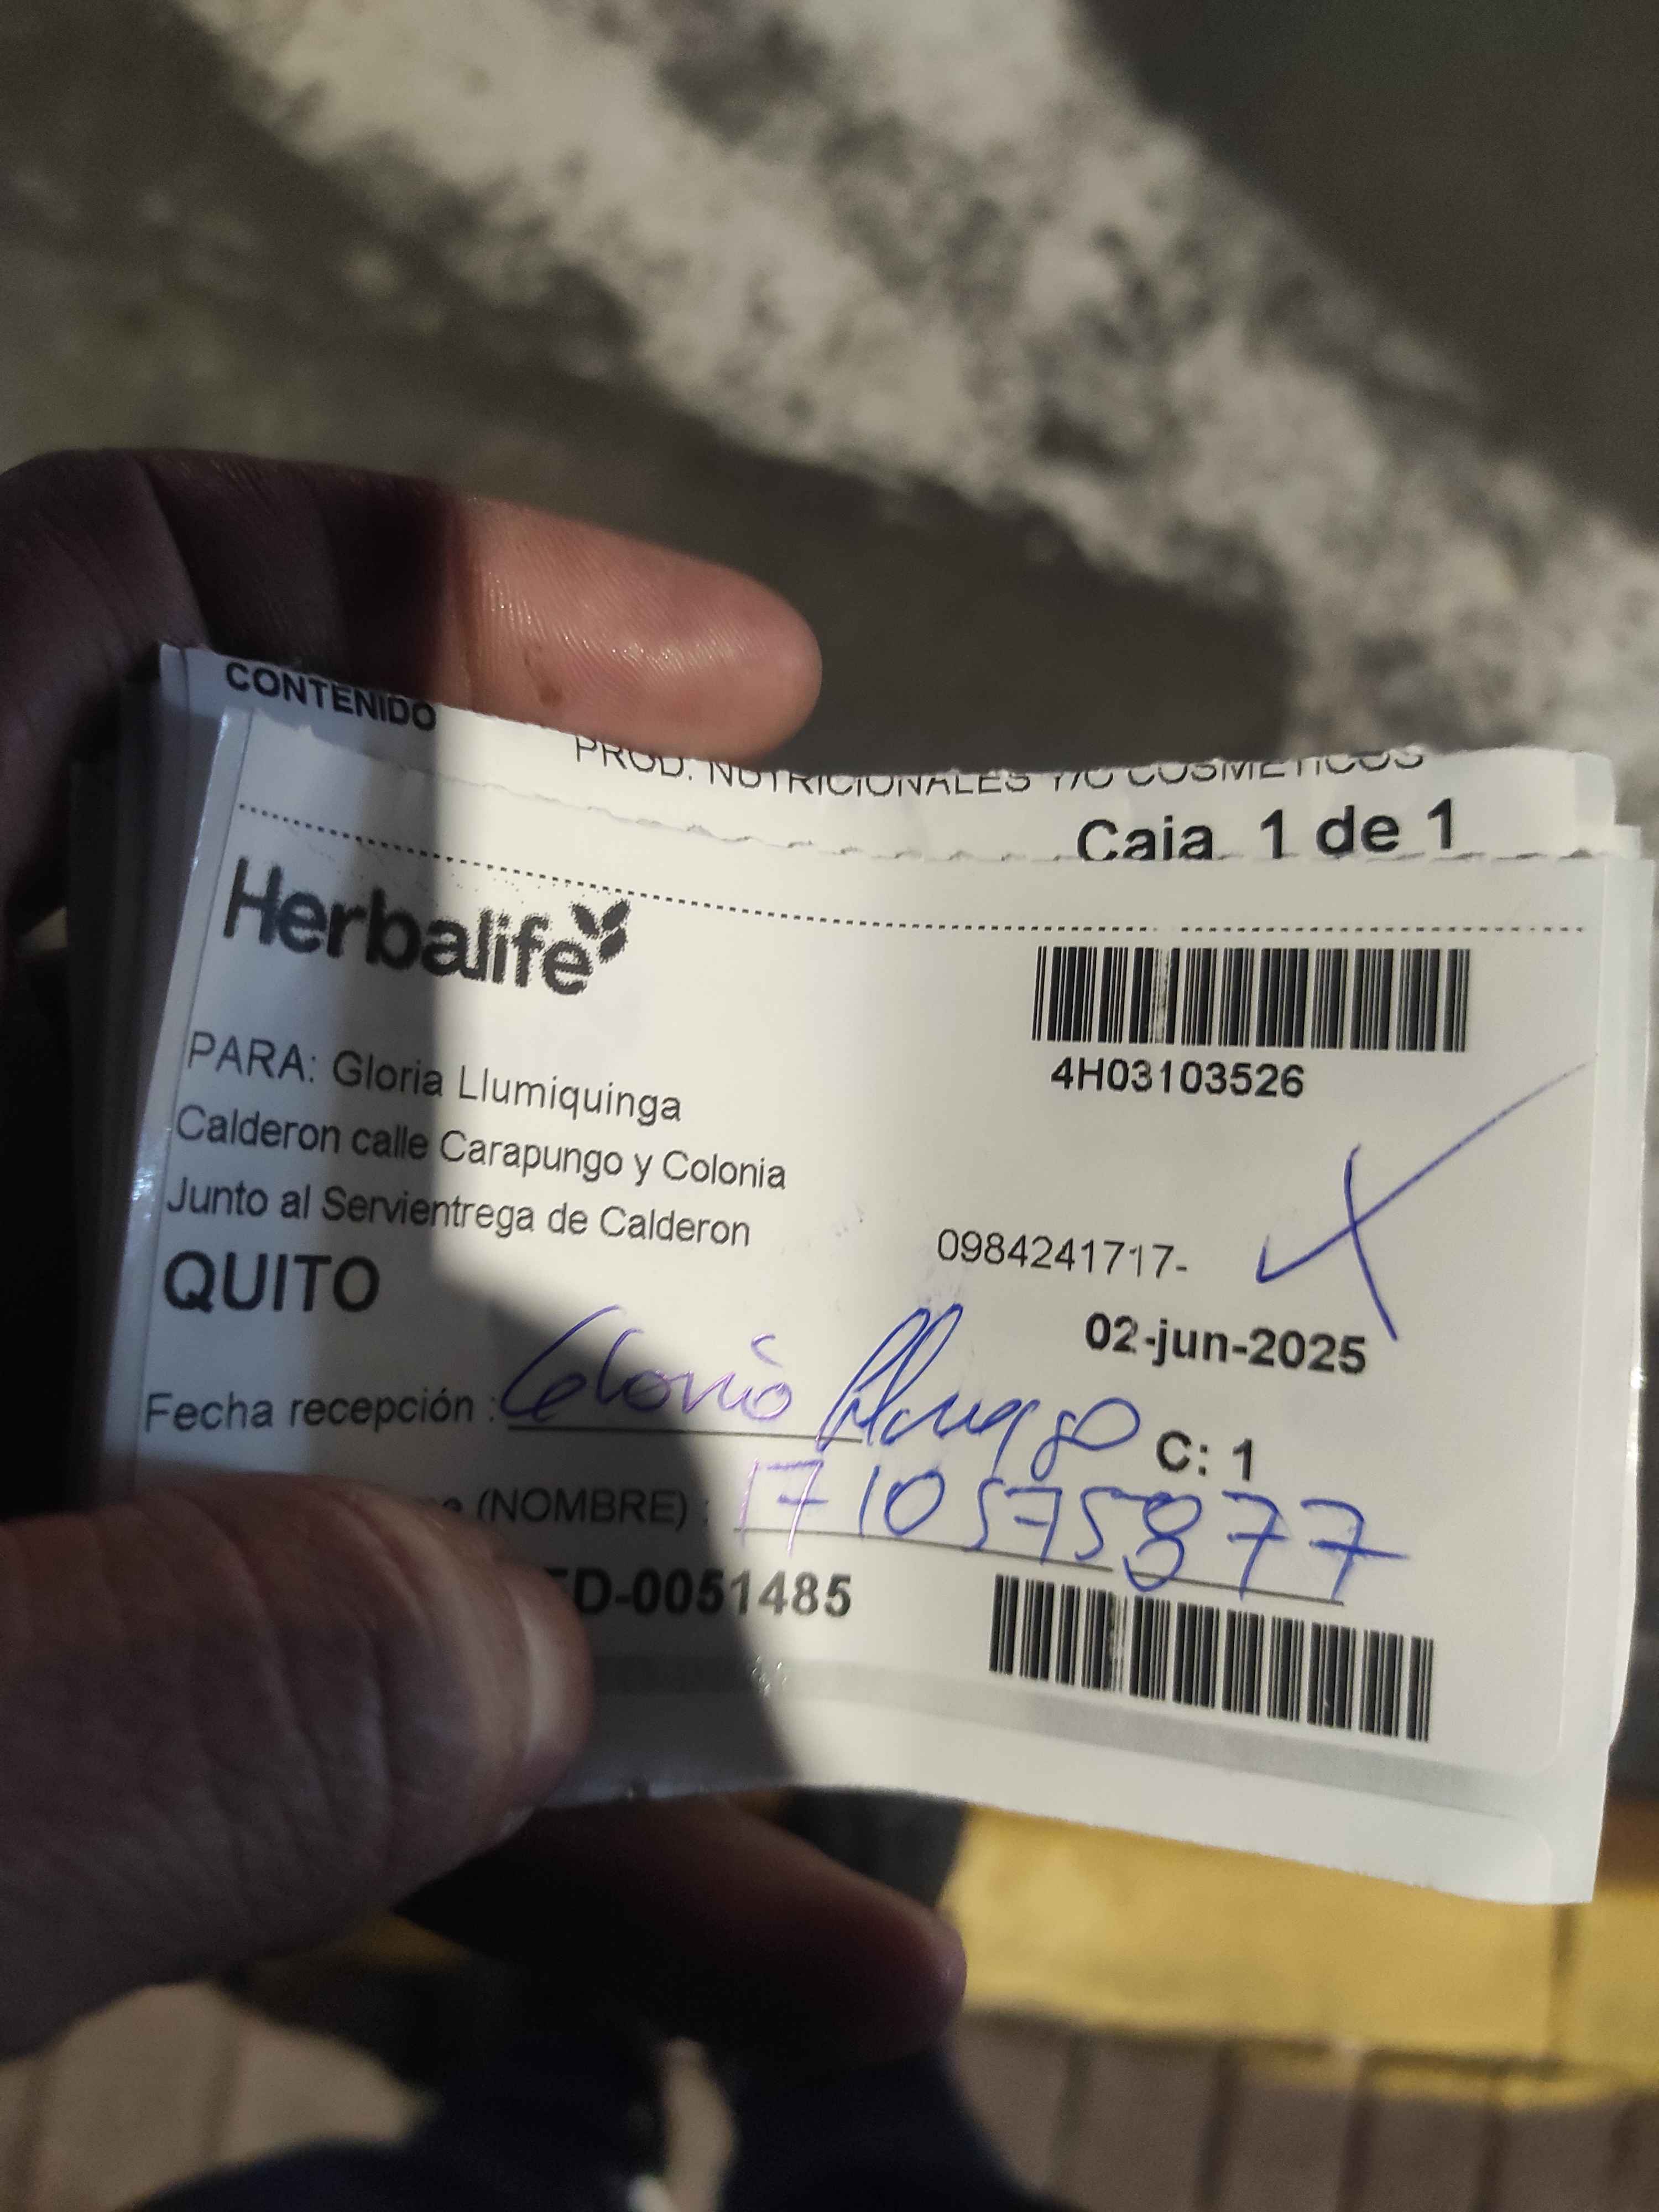 CONTENIDO
PROD. NUTRICIONALES Y/O COSMETICOS
Caja 1 de 1
Herbalife
4H03103526
PARA: Gloria Llumiquinga
Calderon calle Carapungo y Colonia
Junto al Servientrega de Calderon
0984241717-
QUITO
02-jun-2025
Fecha recepción :
C: 1
(NOMBRE) : 1710575877
D-0051485